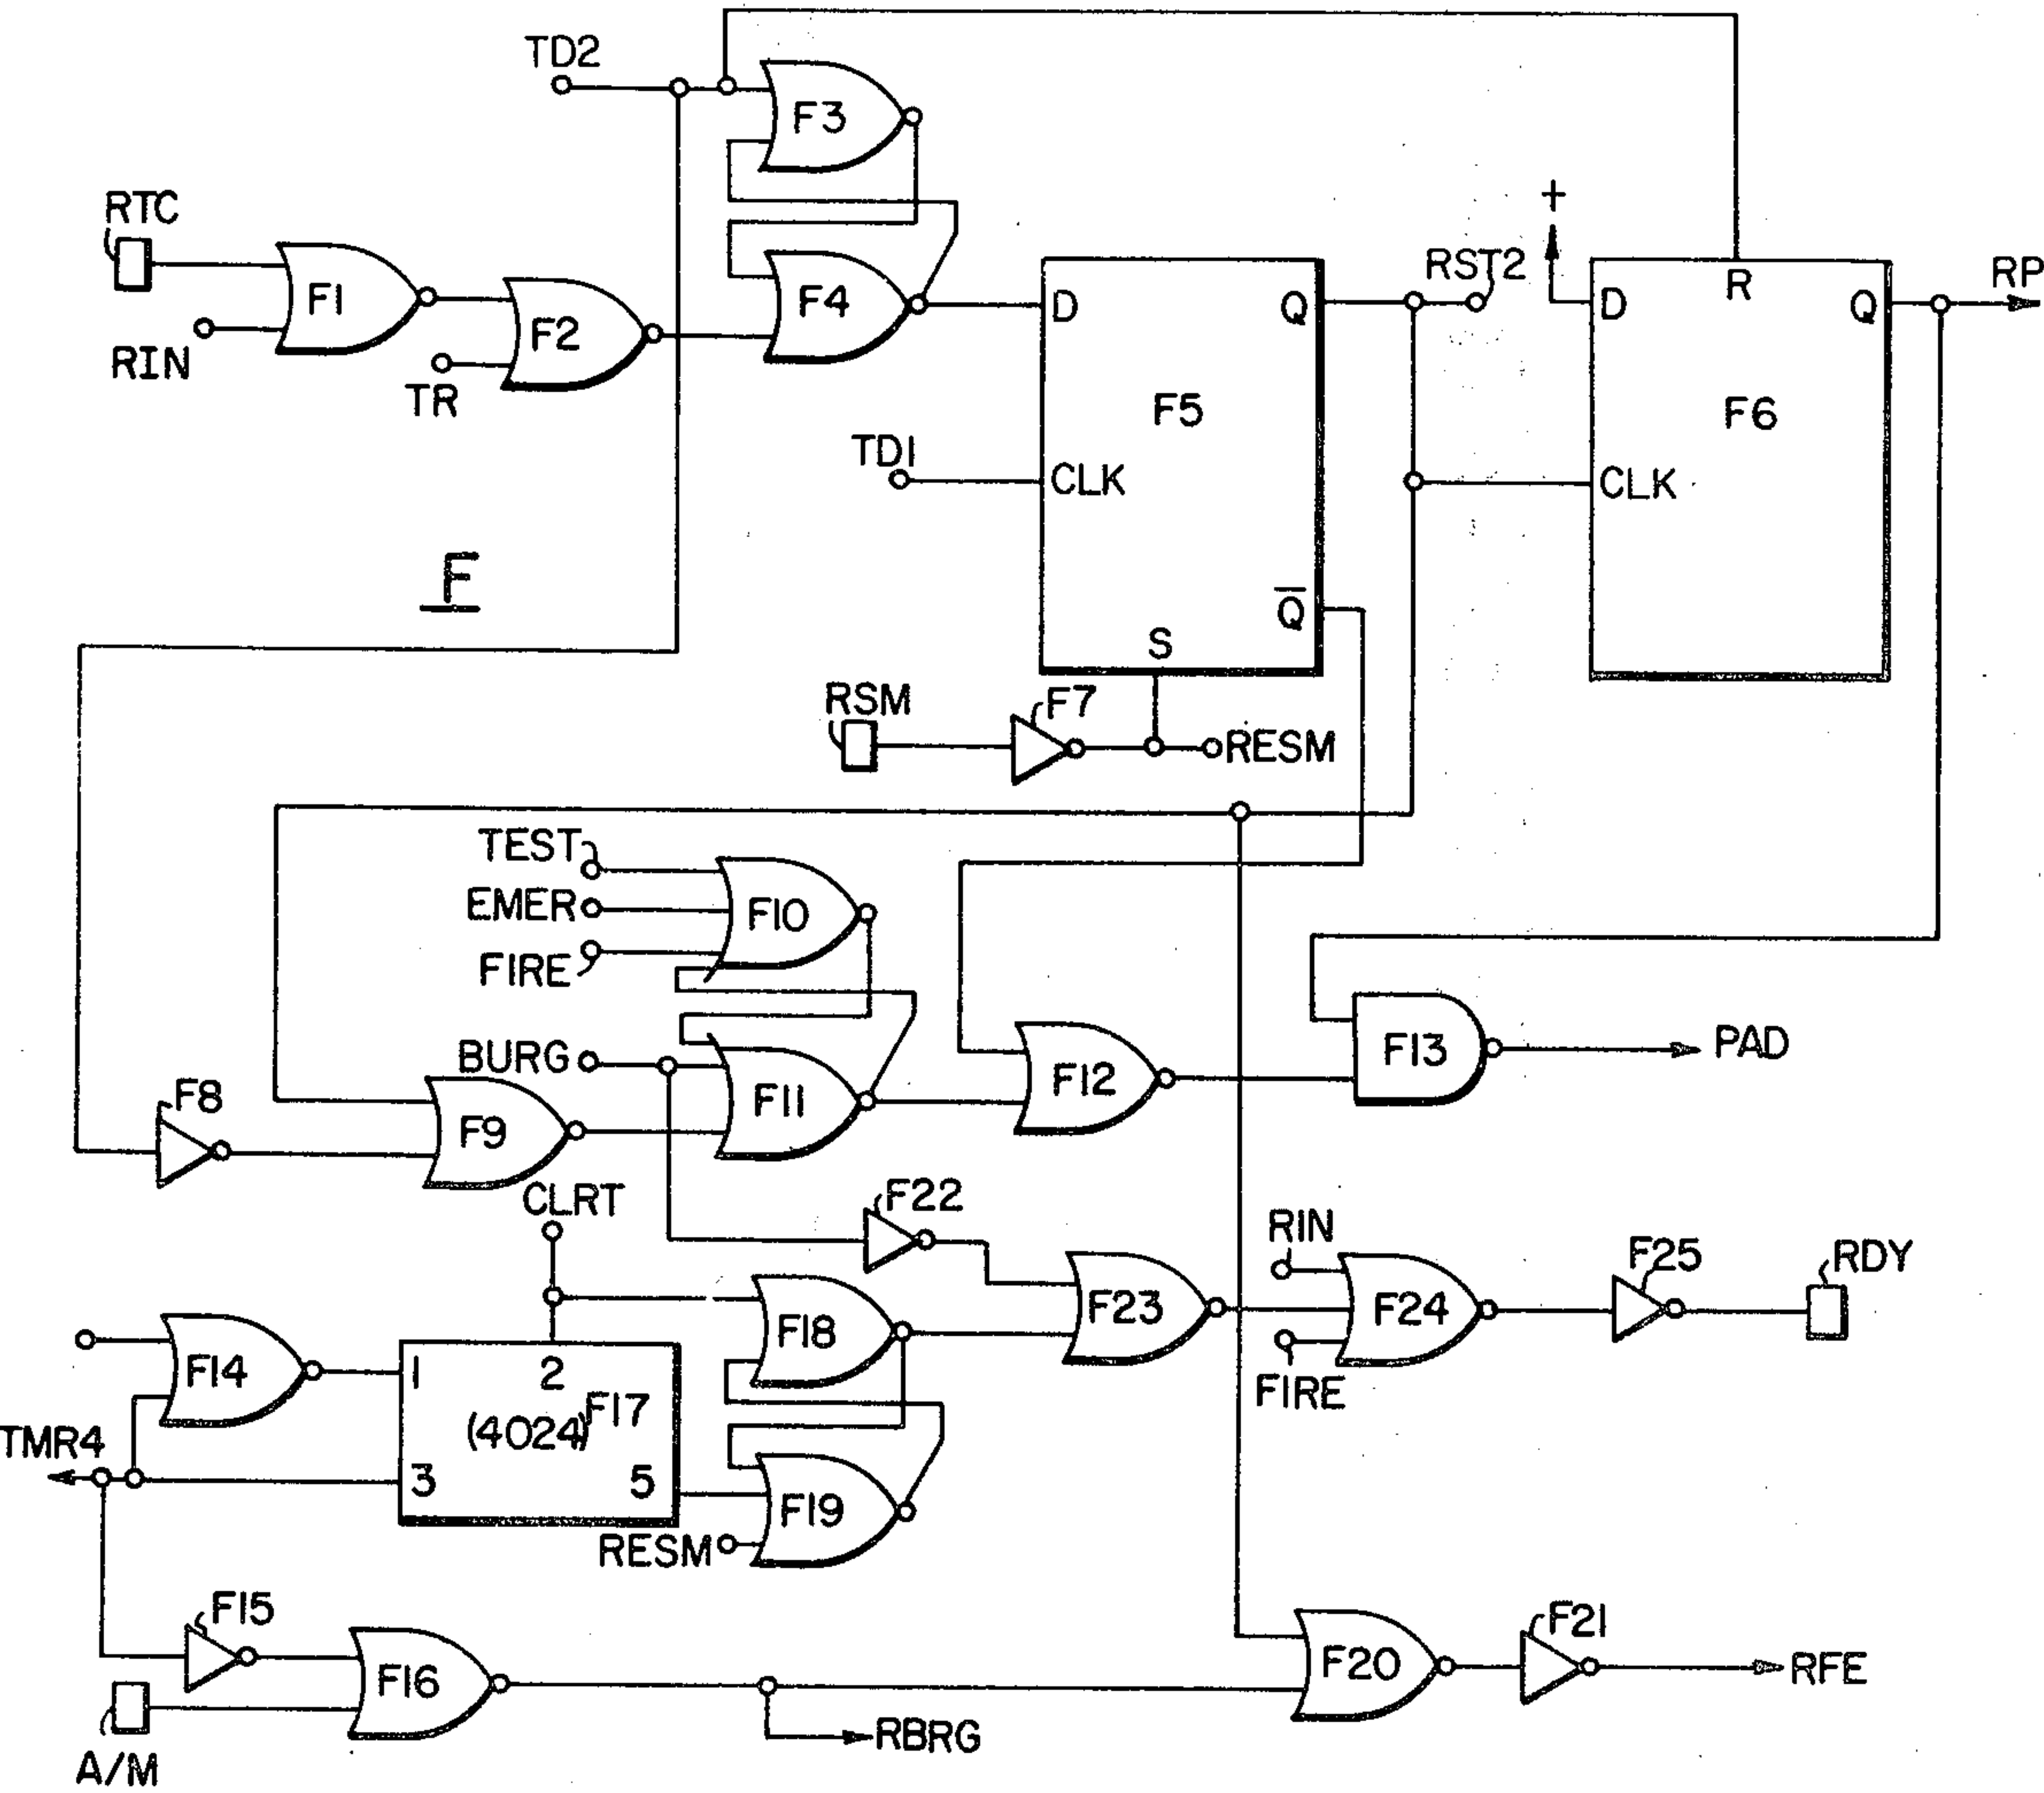 TD2
F3
RTC
F1
RIN
F2
TR
F4
D
Q
RST2
+
D
R
Q
RP
F5
F6
TD1
CLK
CLK
F
Q̅
S
RSM
F7
RESM
TEST
EMER
F10
FIRE
BURG
F11
F12
F13
PAD
F8
F9
CLRT
F22
RIN
F25
RDY
F23
F24
F18
FIRE
F14
1
2
F17
(4024)
TMR4
3
5
F19
RESM
F15
F16
A/M
RBRG
F20
F21
RFE